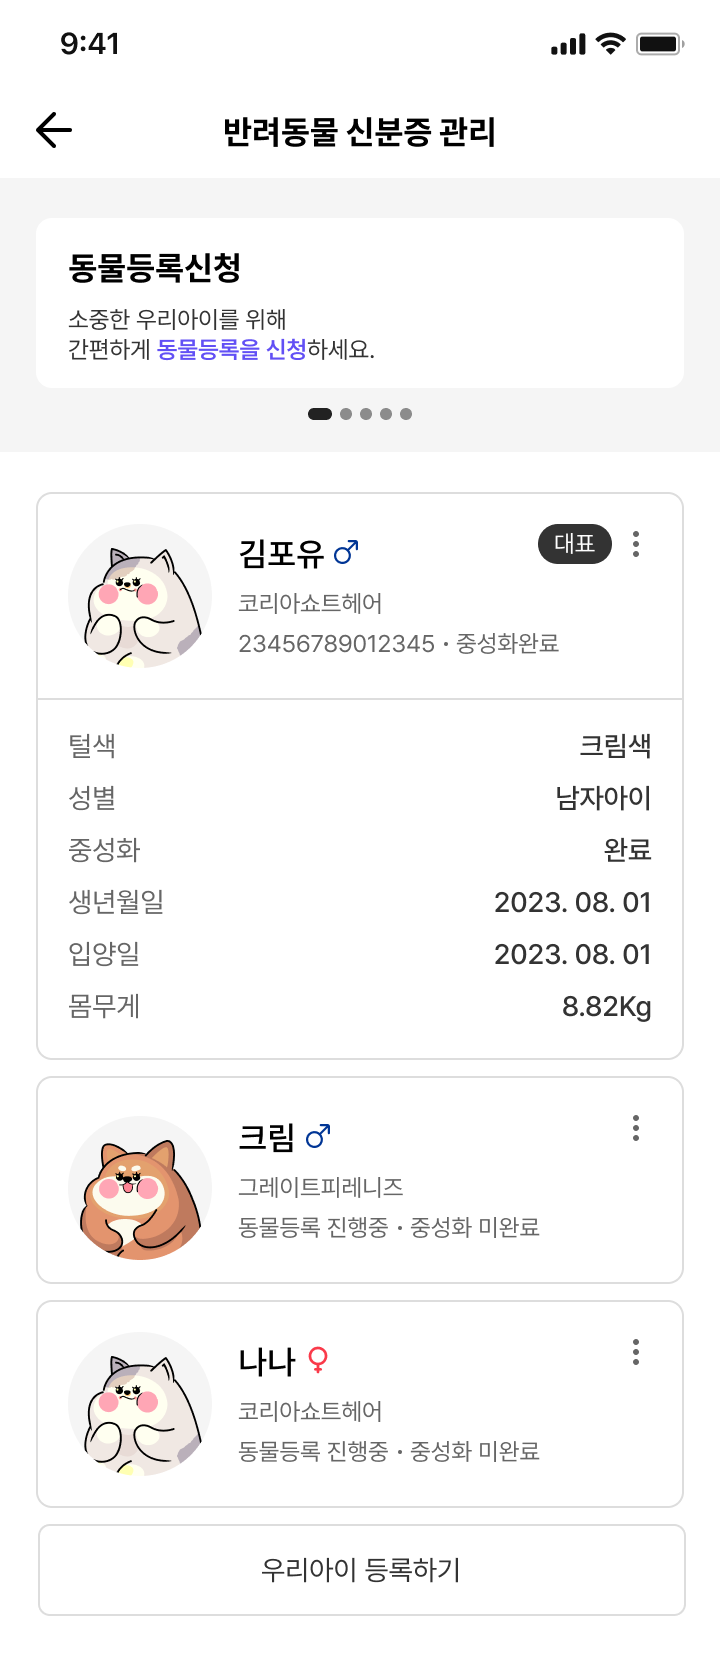 9:41
반려동물 신분증 관리
동물등록신청
소중한 우리아이를 위해
간편하게 동물등록을 신청하세요.
김포유
대표
코리아쇼트헤어
23456789012345 • 중성화완료
털색 크림색
성별 남자아이
중성화 완료
생년월일 2023. 08. 01
입양일 2023. 08. 01
몸무게 8.82Kg
크림
그레이트피레니즈
동물등록 진행중 • 중성화 미완료
나나
코리아쇼트헤어
동물등록 진행중 • 중성화 미완료
우리아이 등록하기